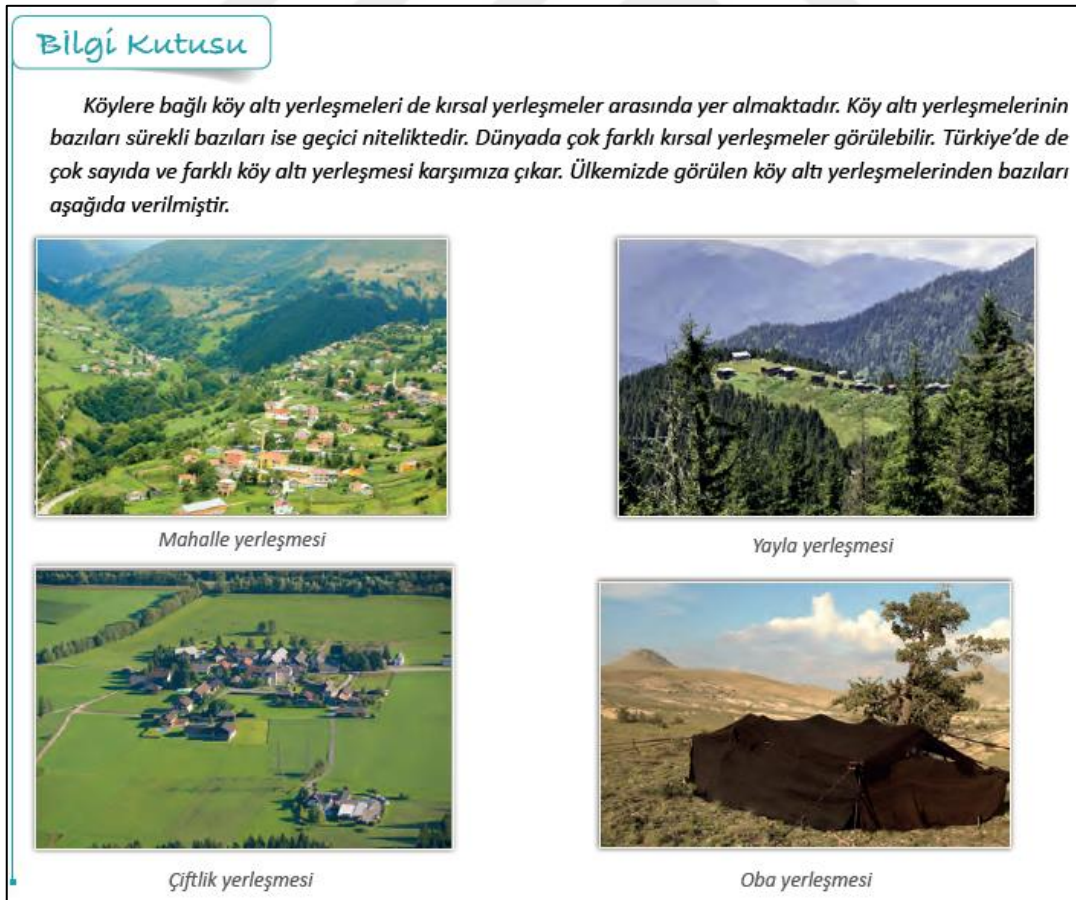 Bilgi Kutusu
Köylere bağlı köy altı yerleşmeleri de kırsal yerleşmeler arasında yer almaktadır. Köy altı yerleşmelerinin
bazıları sürekli bazıları ise geçici niteliktedir. Dünyada çok farklı kırsal yerleşmeler görülebilir. Türkiye’de de
çok sayıda ve farklı köy altı yerleşmesi karşımıza çıkar. Ülkemizde görülen köy altı yerleşmelerinden bazıları
aşağıda verilmiştir.
Mahalle yerleşmesi
Yayla yerleşmesi
Çiftlik yerleşmesi
Oba yerleşmesi